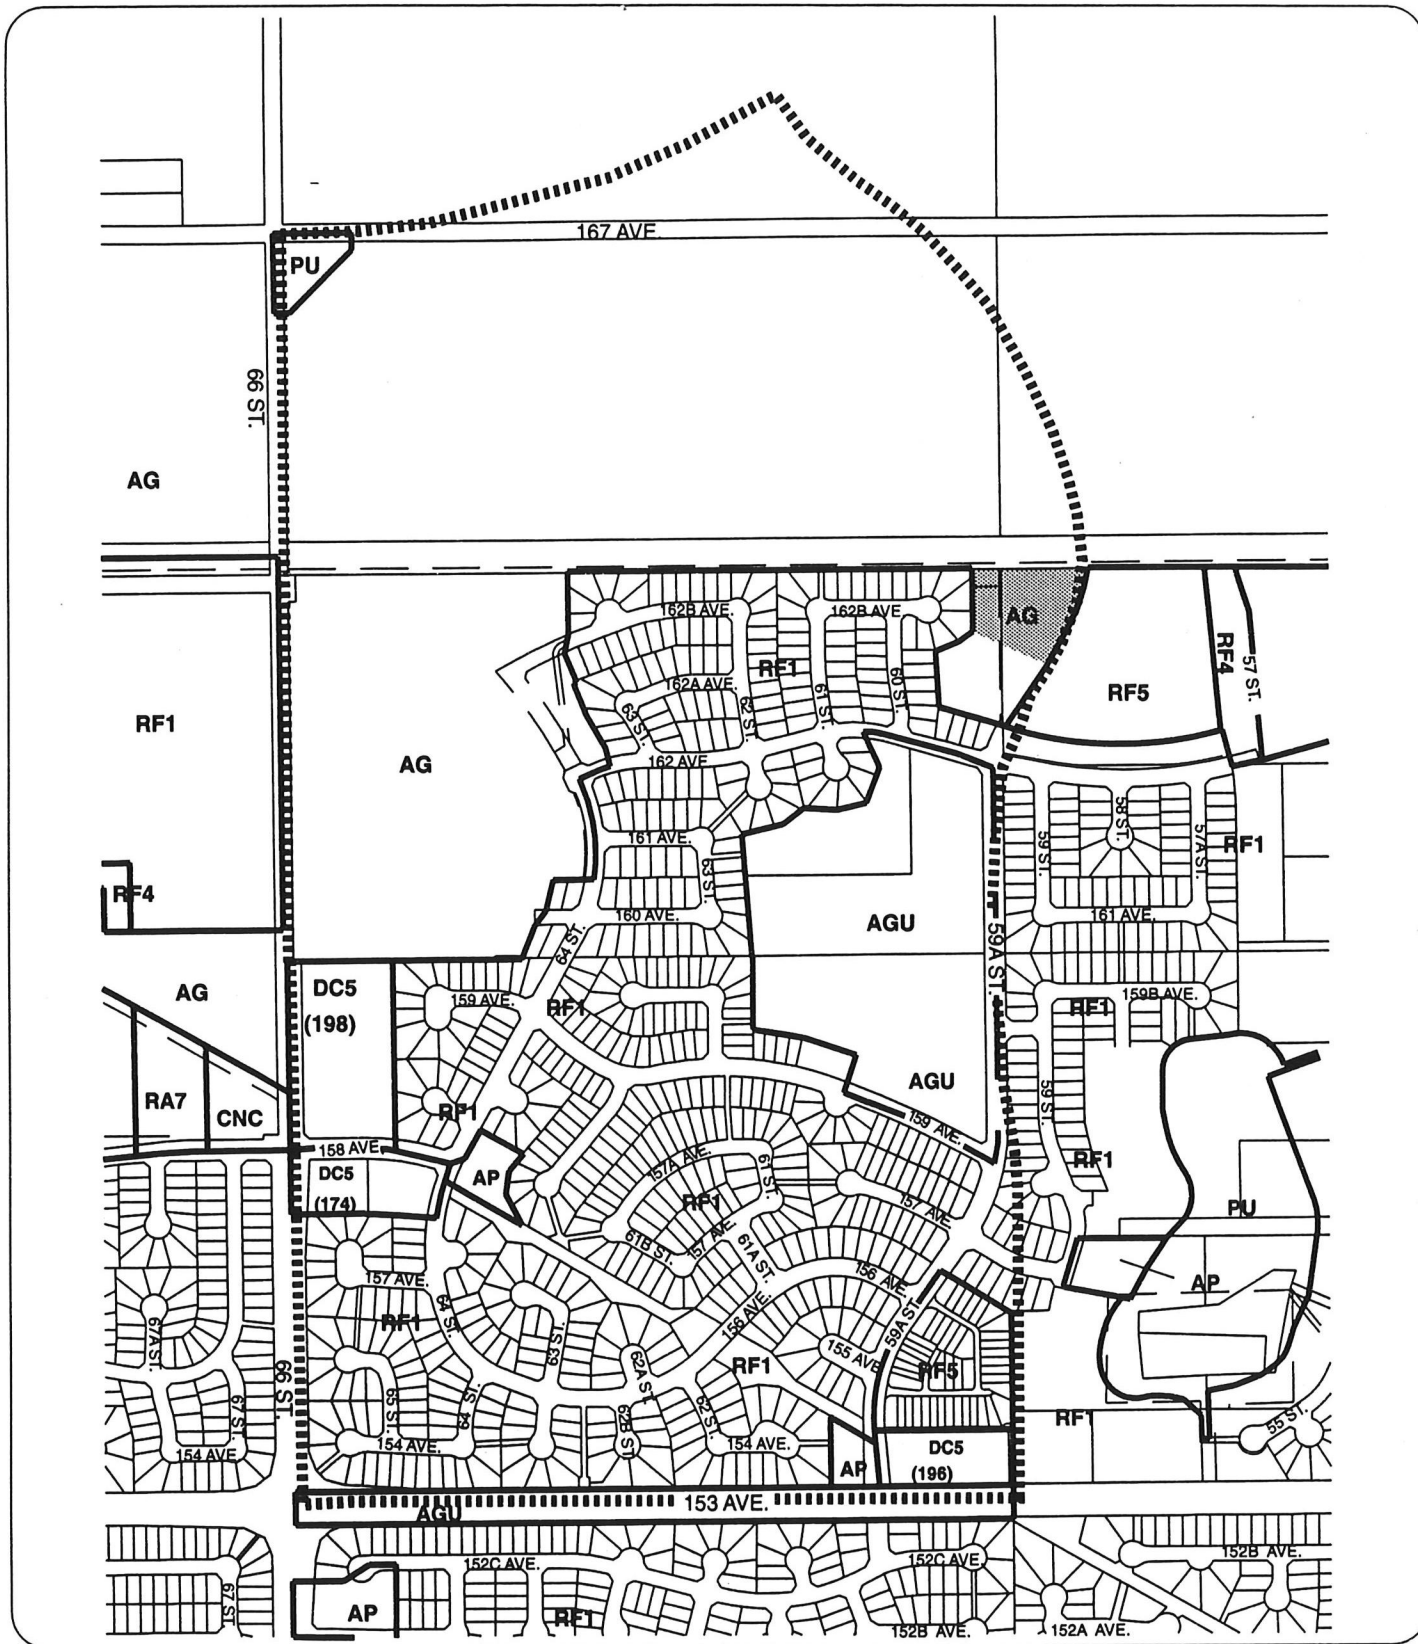 167 AVE.
PU
66 ST.
AG
162B AVE.
162B AVE.
AG
RF1
RF4
57 ST.
162A AVE.
62 ST.
61 ST.
60 ST.
63 ST.
RF5
RF1
AG
162 AVE.
161 AVE.
63 ST.
59 ST.
58 ST.
57A ST.
RF1
RF4
160 AVE.
64 ST.
AGU
161 AVE.
59A ST.
AG
DC5
(198)
159 AVE.
RF1
RF1
159B AVE.
RA7
CNC
RF1
AGU
159 AVE.
59 ST.
158 AVE.
DC5
(174)
AP
157A AVE.
61 ST.
RF1
157 AVE.
RF1
PU
61B ST.
157 AVE.
61A ST.
157 AVE.
156 AVE.
AP
67A ST.
RF1
64 ST.
63 ST.
156 AVE.
59A ST.
155 AVE
RF5
RF1
62A ST.
66 ST.
67 ST.
65 ST.
64 ST.
62B ST
62 ST.
RF1
55 ST.
154 AVE
154 AVE.
154 AVE.
AP
DC5
(196)
153 AVE.
AGU
152C AVE.
152C AVE.
152B AVE.
67 ST
AP
RF1
152B AVE.
152A AVE.